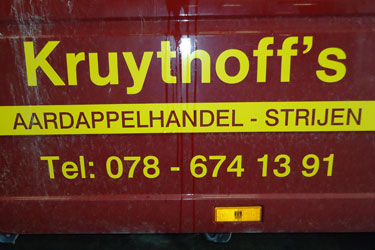 Kruythoff's
AARDAPPELHANDEL - STRIJEN
Tel: 078 - 674 13 91